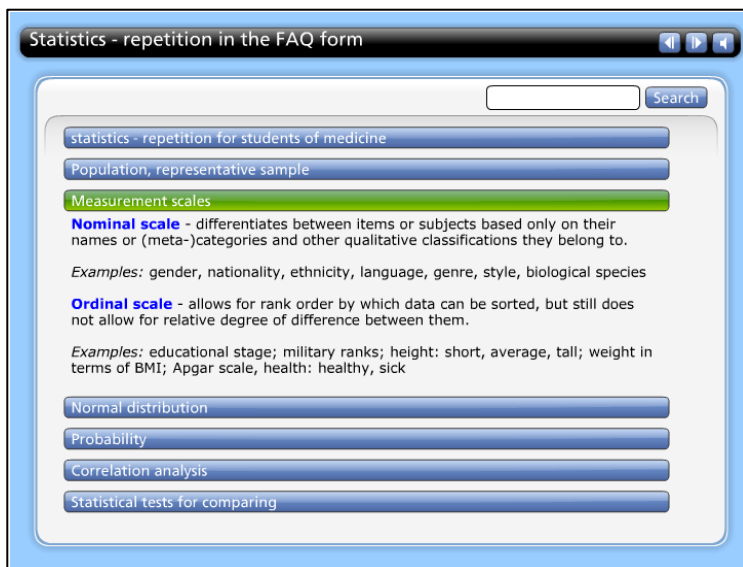 Statistics - repetition in the FAQ form
Search
statistics - repetition for students of medicine
Population, representative sample
Measurement scales
Nominal scale - differentiates between items or subjects based only on their
names or (meta-)categories and other qualitative classifications they belong to.
Examples: gender, nationality, ethnicity, language, genre, style, biological species
Ordinal scale - allows for rank order by which data can be sorted, but still does
not allow for relative degree of difference between them.
Examples: educational stage; military ranks; height: short, average, tall; weight in
terms of BMI; Apgar scale, health: healthy, sick
Normal distribution
Probability
Correlation analysis
Statistical tests for comparing